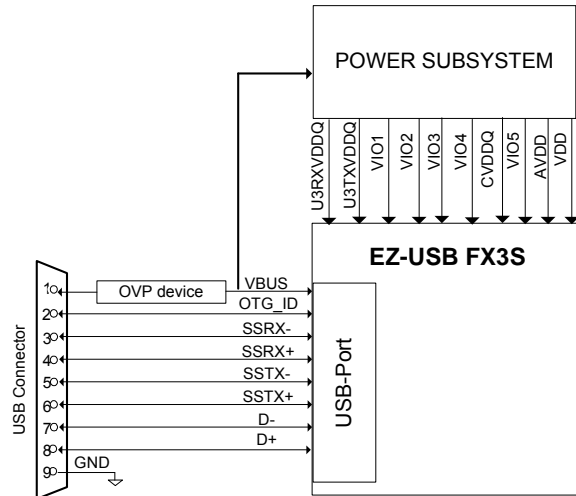 POWER SUBSYSTEM
U3RXVDDQ
U3TXVDDQ
VIO1
VIO2
VIO3
VIO4
CVDDQ
VIO5
AVDD
VDD
EZ-USB FX3S
USB Connector
1
OVP device
VBUS
2
OTG_ID
3
SSRX-
4
SSRX+
5
SSTX-
6
SSTX+
7
D-
8
D+
9
GND
USB-Port